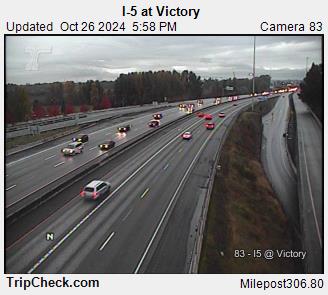 I-5 at Victory
Updated Oct 26 2024 5:58 PM Camera 83
N
83 - I5 @ Victory
TripCheck.com Milepost306.80